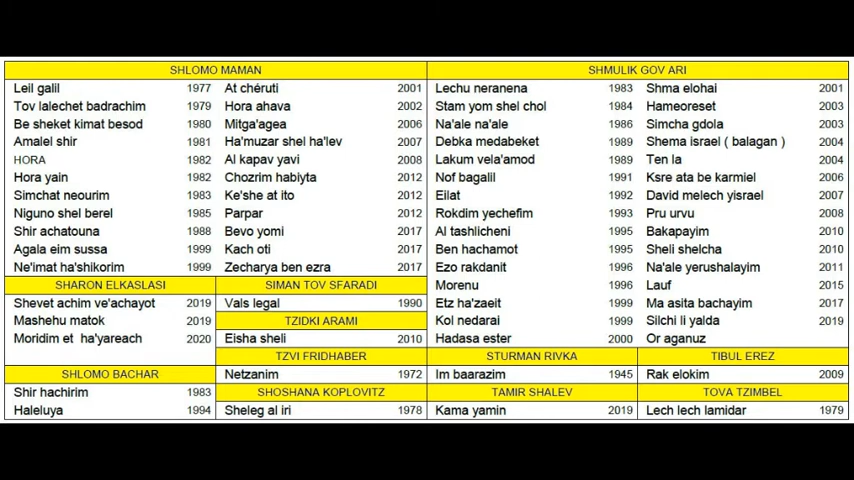 SHLOMO MAMAN
Leil galil 1977
Tov lalechet badrachim 1979
Be sheket kimat besod 1980
Amalel shir 1981
HORA 1982
Hora yain 1982
Simchat neourim 1983
Niguno shel berel 1985
Shir achatouna 1988
Agala eim sussa 1999
Ne'imat ha'shikorim 1999
At chéruti 2001
Hora ahava 2002
Mitga'agea 2006
Ha'muzar shel ha'lev 2007
Al kapav yavi 2008
Chozrim habiyta 2012
Ke'she at ito 2012
Parpar 2012
Bevo yomi 2017
Kach oti 2017
Zecharya ben ezra 2017
SHARON ELKASLASI
Shevet achim ve'achayot 2019
Mashehu matok 2019
Moridim et ha'yareach 2020
SHLOMO BACHAR
Shir hachirim 1983
Haleluya 1994
SIMAN TOV SFARADI
Vals legal 1990
TZIDKI ARAMI
Eisha sheli 2010
TZVI FRIDHABER
Netzanim 1972
SHOSHANA KOPLOVITZ
Sheleg al iri 1978
SHMULIK GOV ARI
Lechu neranena 1983
Stam yom shel chol 1984
Na'ale na'ale 1986
Debka medabeket 1989
Lakum vela'amod 1989
Nof bagalil 1991
Eilat 1992
Rokdim yechefim 1993
Al tashlicheni 1995
Ben hachamot 1995
Ezo rakdanit 1996
Morenu 1996
Etz ha'zaeit 1999
Kol nedarai 1999
Hadasa ester 2000
Shma elohai 2001
Hameoreset 2003
Simcha gdola 2003
Shema israel ( balagan ) 2004
Ten la 2004
Ksre ata be karmiel 2006
David melech yisrael 2007
Pru urvu 2008
Bakapayim 2010
Sheli shelcha 2010
Na'ale yerushalayim 2011
Lauf 2015
Ma asita bachayim 2017
Silchi li yalda 2019
Or aganuz
STURMAN RIVKA
Im baarazim 1945
TAMIR SHALEV
Kama yamin 2019
TIBUL EREZ
Rak elokim 2009
TOVA TZIMBEL
Lech lech lamidar 1979